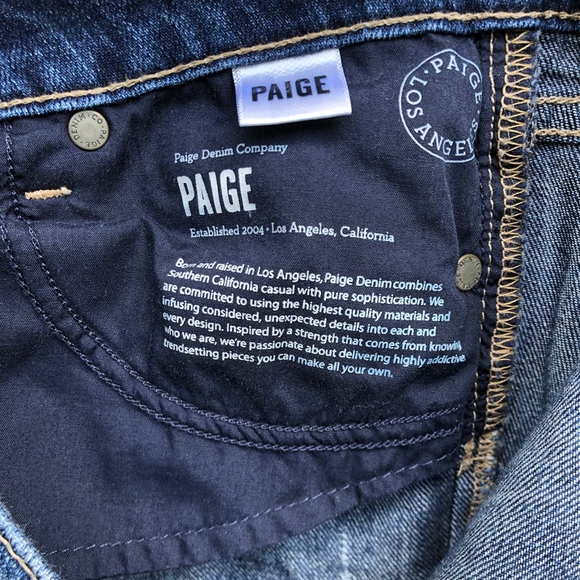 PAIGE
PAIGE
LOS ANGELES
PAIGE DENIM CO
Paige Denim Company
PAIGE
Established 2004 • Los Angeles, California
Born and raised in Los Angeles, Paige Denim combines
Southern California casual with pure sophistication. We
are committed to using the highest quality materials and
infusing considered, unexpected details into each and
every design. Inspired by a strength that comes from knowing
who we are, we're passionate about delivering highly addictive,
trendsetting pieces you can make all your own.